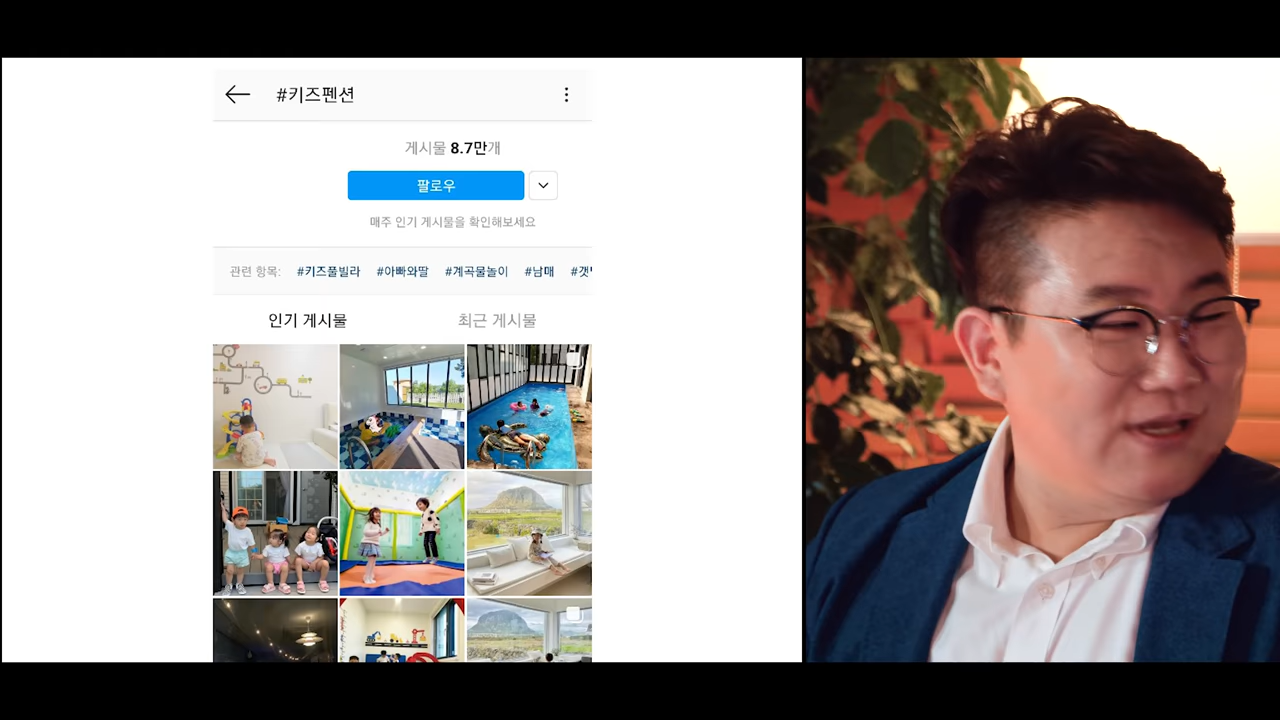 #키즈펜션
게시물 8.7만개
팔로우
매주 인기 게시물을 확인해보세요
관련 항목: #키즈풀빌라 #아빠와딸 #계곡물놀이 #남매
인기 게시물 최근 게시물